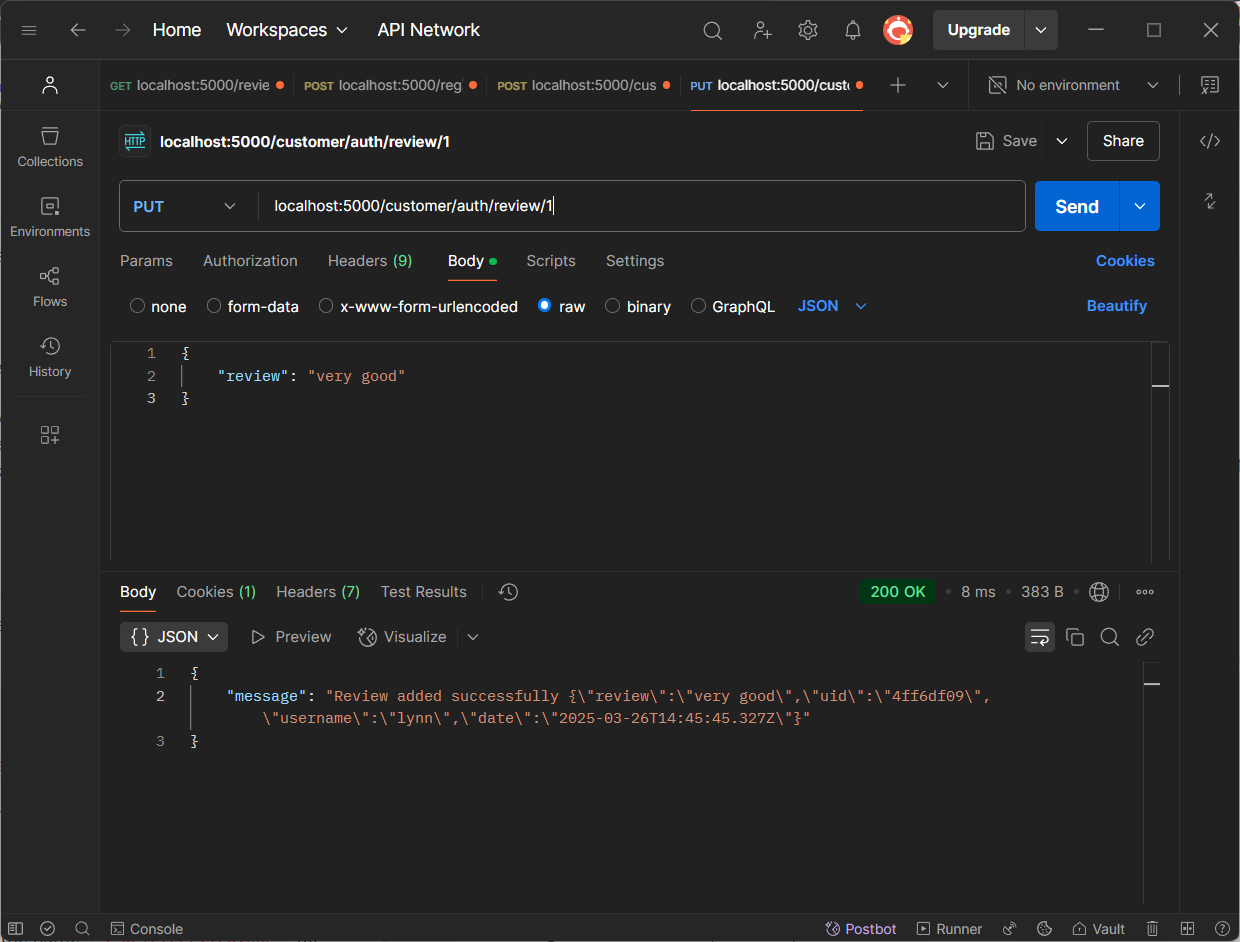 Home Workspaces API Network Upgrade
GET localhost:5000/revie POST localhost:5000/reg POST localhost:5000/cus PUT localhost:5000/custo No environment
HTTP localhost:5000/customer/auth/review/1 Save Share
Collections
PUT localhost:5000/customer/auth/review/1 Send
Environments
Params Authorization Headers (9) Body Scripts Settings Cookies
Flows
none form-data x-www-form-urlencoded raw binary GraphQL JSON Beautify
History
1 {
2 "review": "very good"
3 }
Body Cookies (1) Headers (7) Test Results 200 OK • 8 ms • 383 B •
{} JSON Preview Visualize
1 {
2 "message": "Review added successfully {\"review\":\"very good\",\"uid\":\"4ff6df09\",
\"username\":\"lynn\",\"date\":\"2025-03-26T14:45:45.327Z\"}"
3 }
Console Postbot Runner Vault